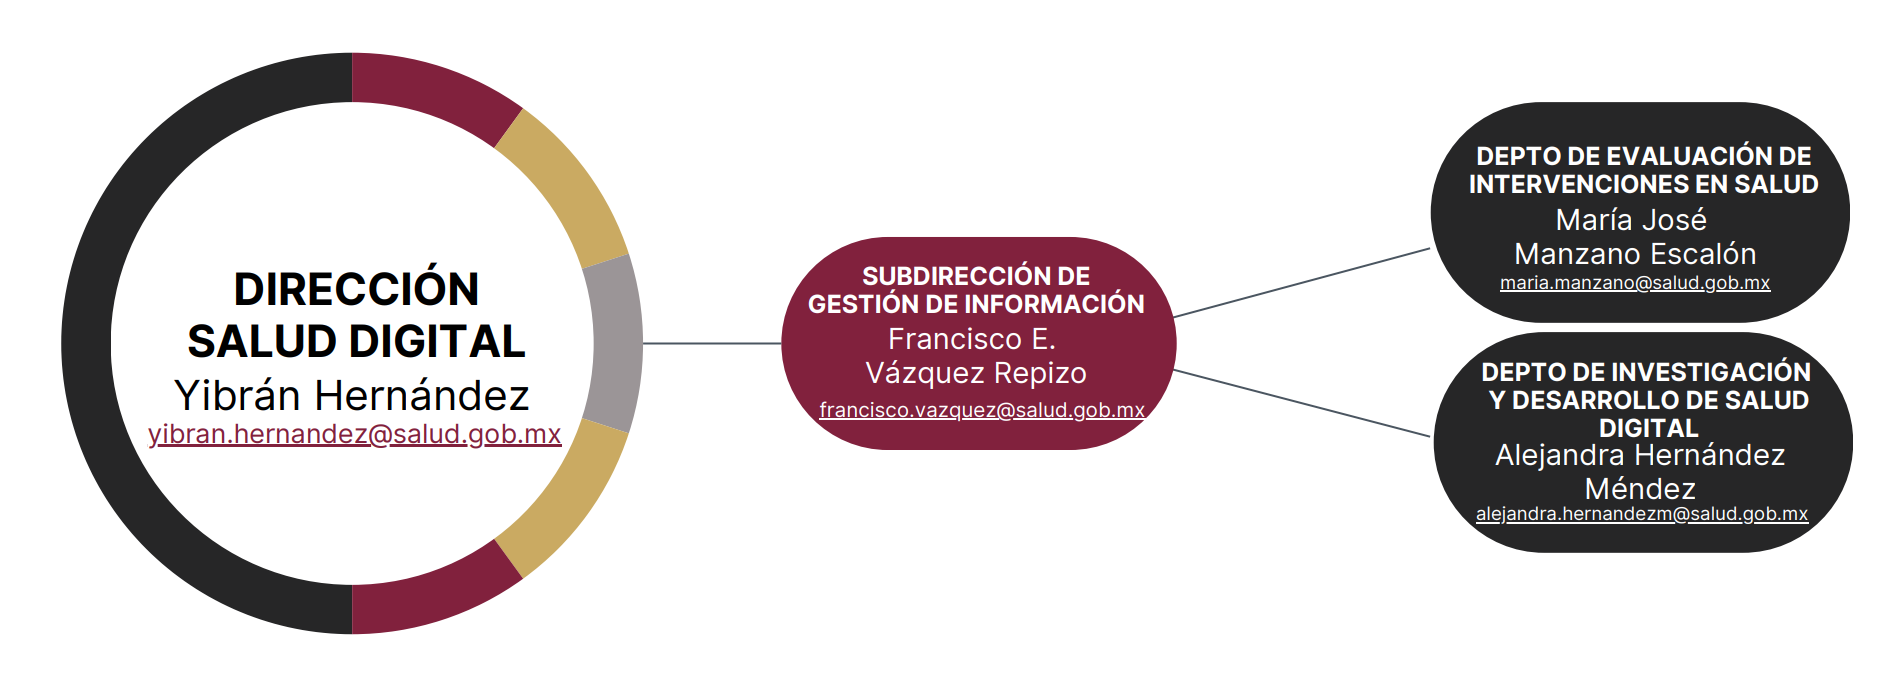 DIRECCIÓN
SALUD DIGITAL
Yibrán Hernández
yibran.hernandez@salud.gob.mx
SUBDIRECCIÓN DE
GESTIÓN DE INFORMACIÓN
Francisco E.
Vázquez Repizo
francisco.vazquez@salud.gob.mx
DEPTO DE EVALUACIÓN DE
INTERVENCIONES EN SALUD
María José
Manzano Escalón
maria.manzano@salud.gob.mx
DEPTO DE INVESTIGACIÓN
Y DESARROLLO DE SALUD
DIGITAL
Alejandra Hernández
Méndez
alejandra.hernandezm@salud.gob.mx